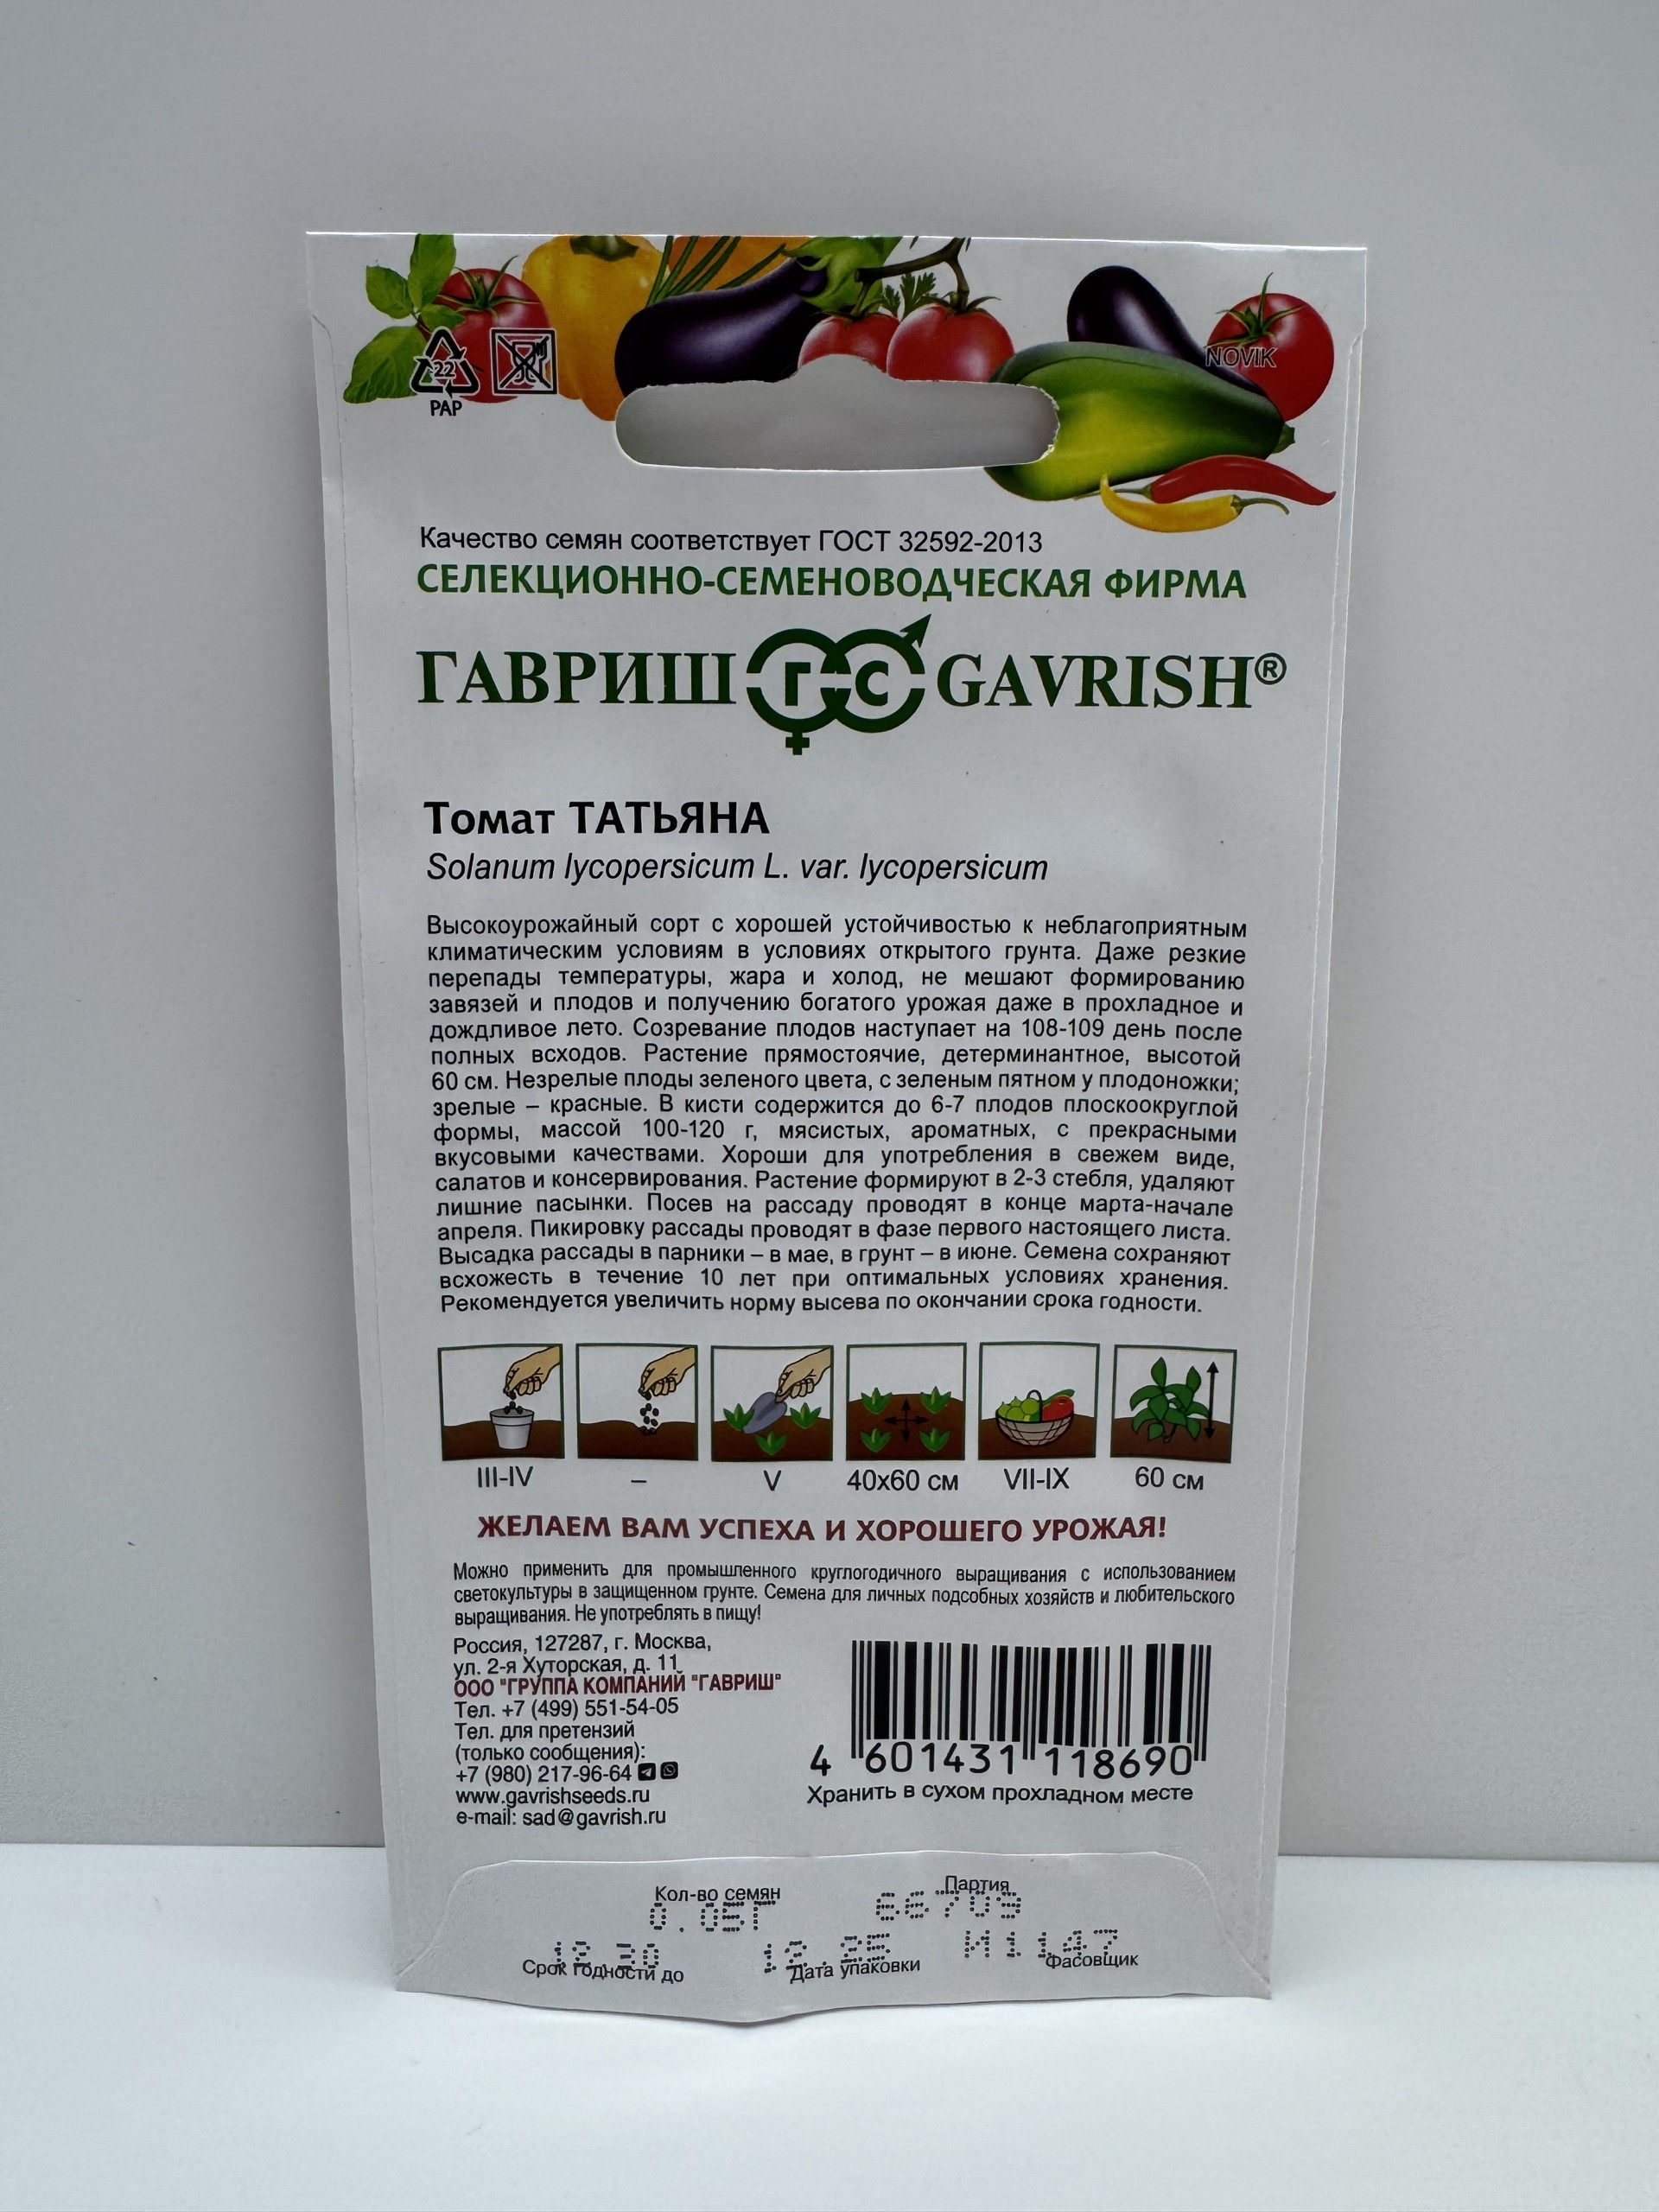 22
PAP
NOVIK
Качество семян соответствует ГОСТ 32592-2013
СЕЛЕКЦИОННО-СЕМЕНОВОДЧЕСКАЯ ФИРМА
ГАВРИШ ГС GAVRISH®
Томат ТАТЬЯНА
Solanum lycopersicum L. var. lycopersicum
Высокоурожайный сорт с хорошей устойчивостью к неблагоприятным
климатическим условиям в условиях открытого грунта. Даже резкие
перепады температуры, жара и холод, не мешают формированию
завязей и плодов и получению богатого урожая даже в прохладное и
дождливое лето. Созревание плодов наступает на 108-109 день после
полных всходов. Растение прямостоячие, детерминантное, высотой
60 см. Незрелые плоды зеленого цвета, с зеленым пятном у плодоножки;
зрелые – красные. В кисти содержится до 6-7 плодов плоскоокруглой
формы, массой 100-120 г, мясистых, ароматных, с прекрасными
вкусовыми качествами. Хороши для употребления в свежем виде,
салатов и консервирования. Растение формируют в 2-3 стебля, удаляют
лишние пасынки. Посев на рассаду проводят в конце марта-начале
апреля. Пикировку рассады проводят в фазе первого настоящего листа.
Высадка рассады в парники – в мае, в грунт – в июне. Семена сохраняют
всхожесть в течение 10 лет при оптимальных условиях хранения.
Рекомендуется увеличить норму высева по окончании срока годности.
III-IV – V 40x60 см VII-IX 60 см
ЖЕЛАЕМ ВАМ УСПЕХА И ХОРОШЕГО УРОЖАЯ!
Можно применить для промышленного круглогодичного выращивания с использованием
светокультуры в защищенном грунте. Семена для личных подсобных хозяйств и любительского
выращивания. Не употреблять в пищу!
Россия, 127287, г. Москва,
ул. 2-я Хуторская, д. 11
ООО "ГРУППА КОМПАНИЙ "ГАВРИШ"
Тел. +7 (499) 551-54-05
Тел. для претензий
(только сообщения):
+7 (980) 217-96-64
www.gavrishseeds.ru
e-mail: sad@gavrish.ru
4 601431 118690
Хранить в сухом прохладном месте
Кол-во семян Партия
0.05Г 66709
12.30 12.25 И1147
Срок годности до Дата упаковки Фасовщик